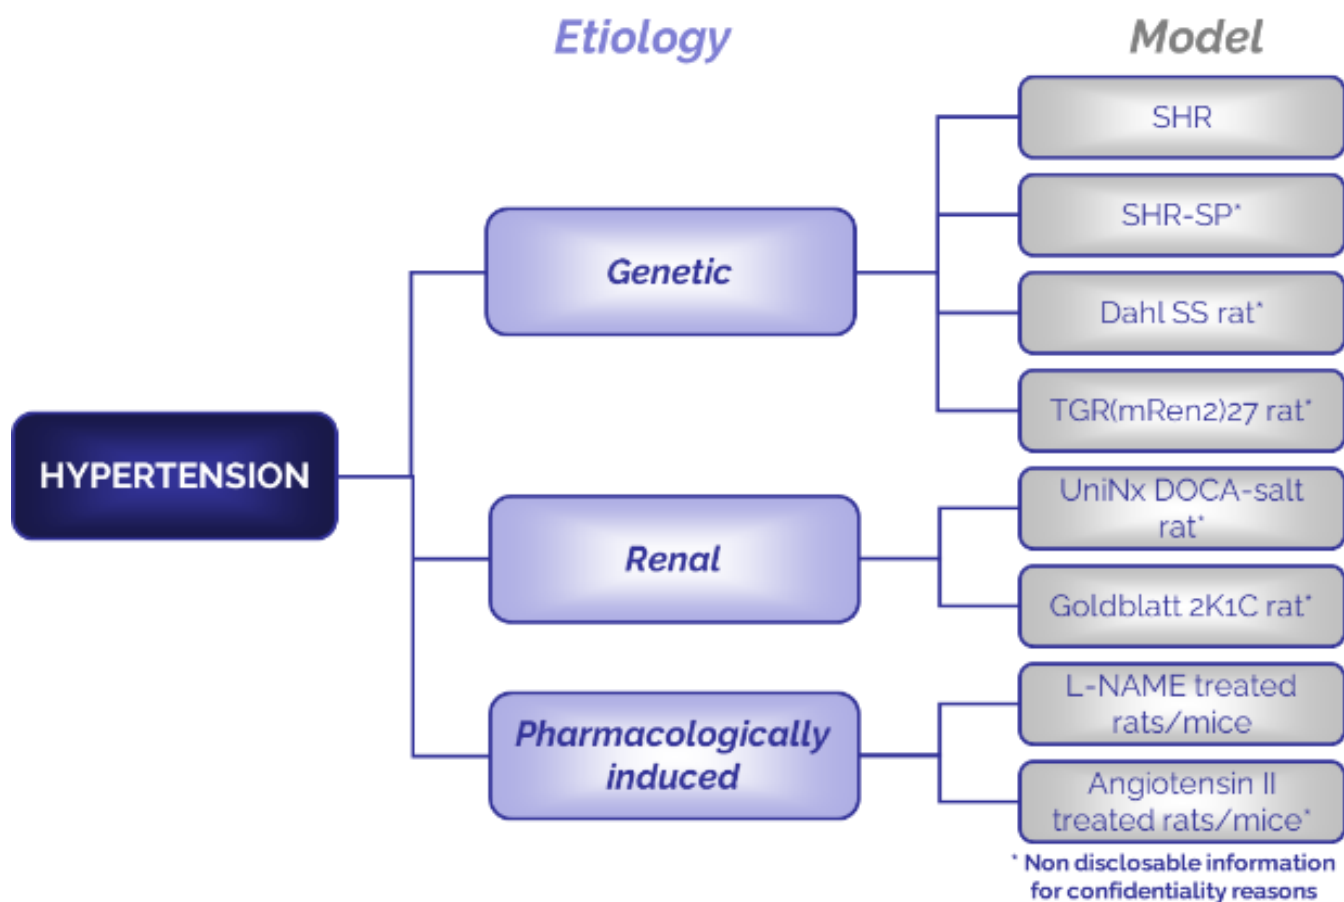 Etiology
Model
HYPERTENSION
Genetic
SHR
SHR-SP*
Dahl SS rat*
TGR(mRen2)27 rat*
Renal
UniNx DOCA-salt
rat*
Goldblatt 2K1C rat*
Pharmacologically
induced
L-NAME treated
rats/mice
Angiotensin II
treated rats/mice*
* Non disclosable information
for confidentiality reasons